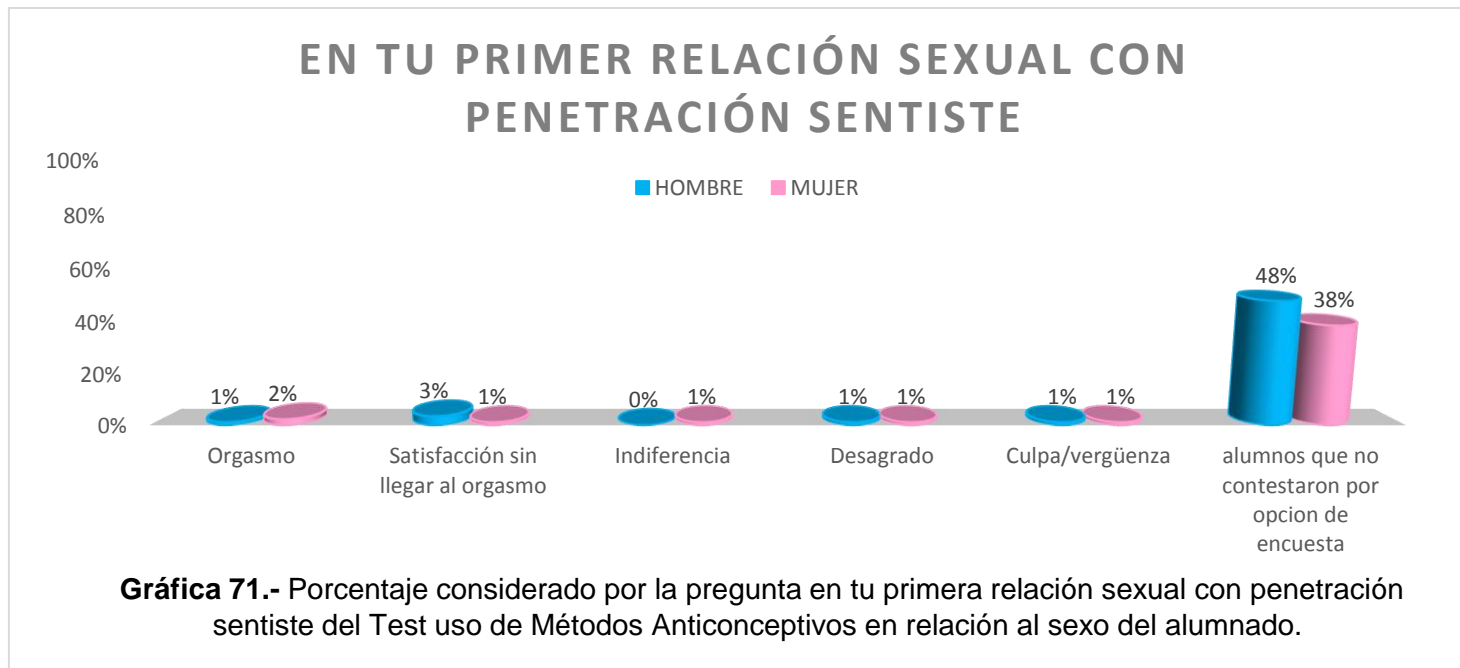 EN TU PRIMER RELACIÓN SEXUAL CON
PENETRACIÓN SENTISTE
100%
80%
60%
40%
20%
0%
HOMBRE MUJER
1% 2% 3% 1% 0% 1% 1% 1% 1% 1% 48% 38%
Orgasmo
Satisfacción sin
llegar al orgasmo
Indiferencia
Desagrado
Culpa/vergüenza
alumnos que no
contestaron por
opcion de
encuesta
Gráfica 71.- Porcentaje considerado por la pregunta en tu primera relación sexual con penetración
sentiste del Test uso de Métodos Anticonceptivos en relación al sexo del alumnado.